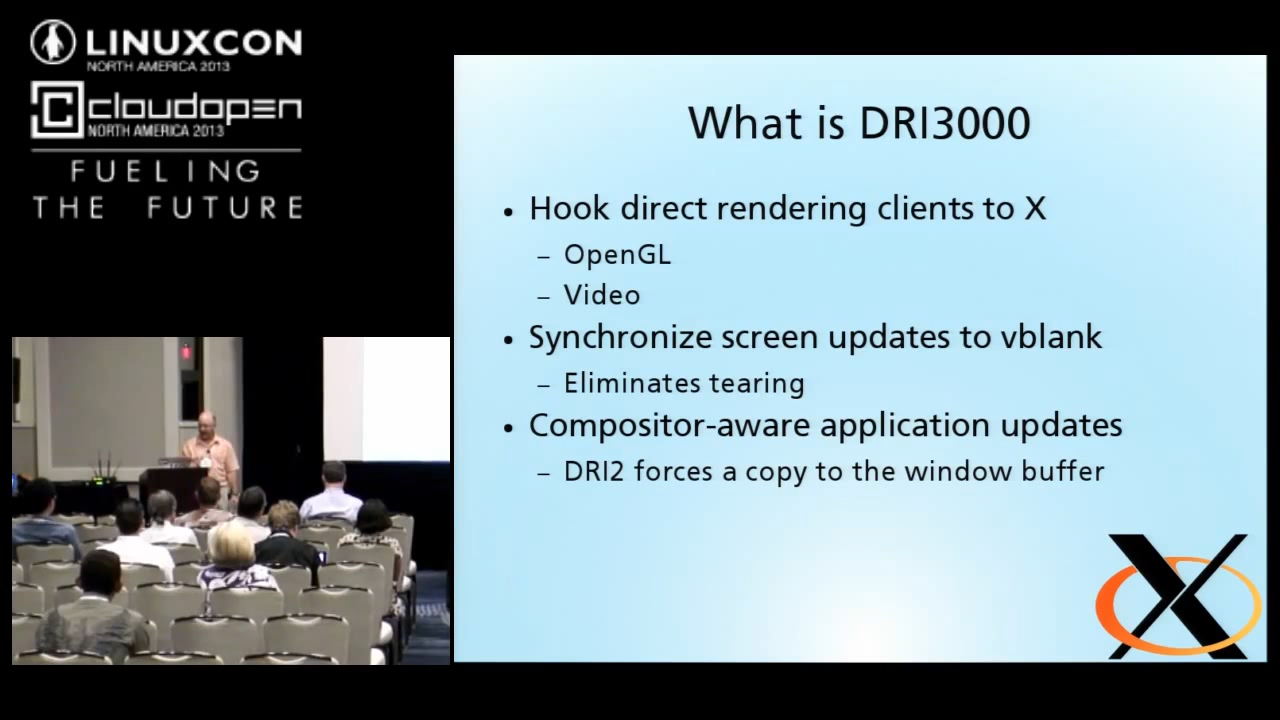 LINUXCON
NORTH AMERICA 2013
cloudopen
NORTH AMERICA 2013
FUELING
THE FUTURE
What is DRI3000
• Hook direct rendering clients to X
– OpenGL
– Video
• Synchronize screen updates to vblank
– Eliminates tearing
• Compositor-aware application updates
– DRI2 forces a copy to the window buffer